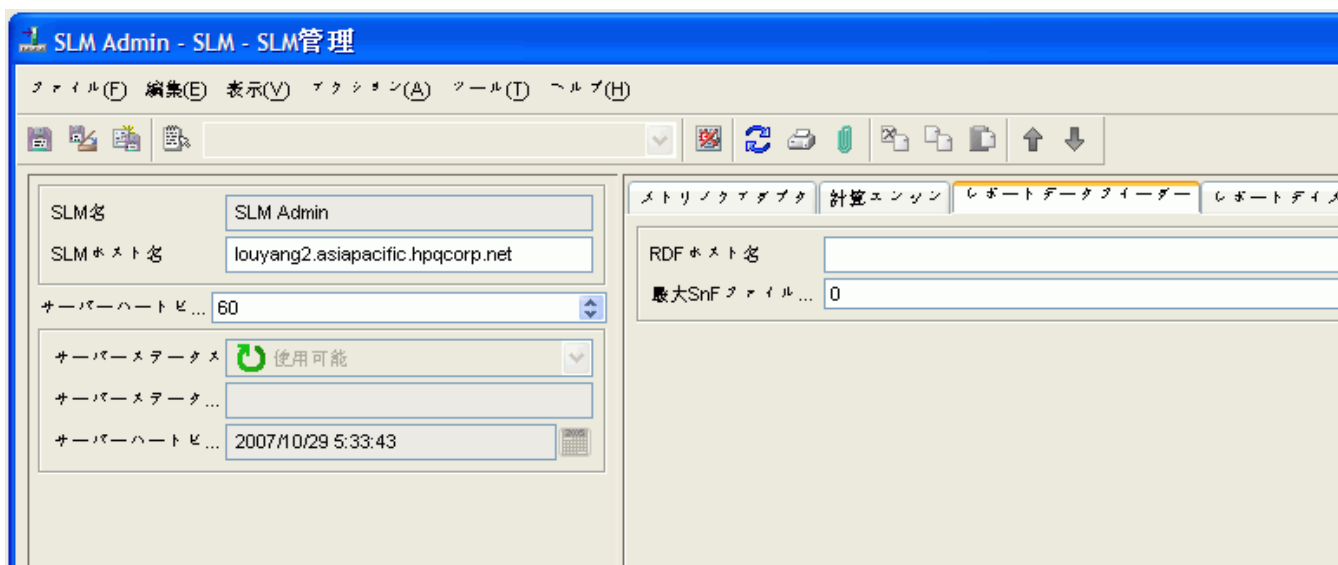 SLM Admin - SLM - SLM管理
ファイル(F) 編集(E) 表示(V) アクション(A) ツール(T) ヘルプ(H)
SLM名 SLM Admin
SLMホスト名 louyang2.asiapacific.hpqcorp.net
サーバーハートビ... 60
サーバーステータス 使用可能
サーバーステータ...
サーバーハートビ... 2007/10/29 5:33:43
メトリックアダプタ 計算エンジン レポートデータフィーダー レポートディメ
RDFホスト名
最大SnFファイル... 0